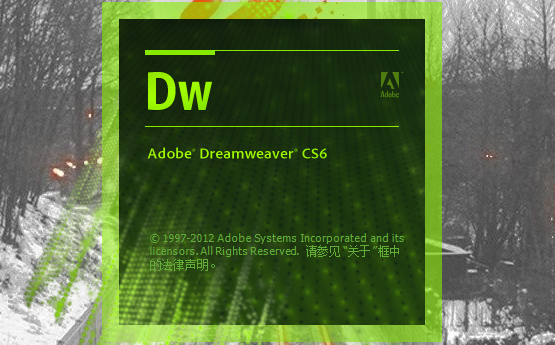 Dw
Adobe
Adobe® Dreamweaver® CS6
© 1997-2012 Adobe Systems Incorporated and its
licensors. All Rights Reserved. 请参见 “关于 ”框中
的法律声明。